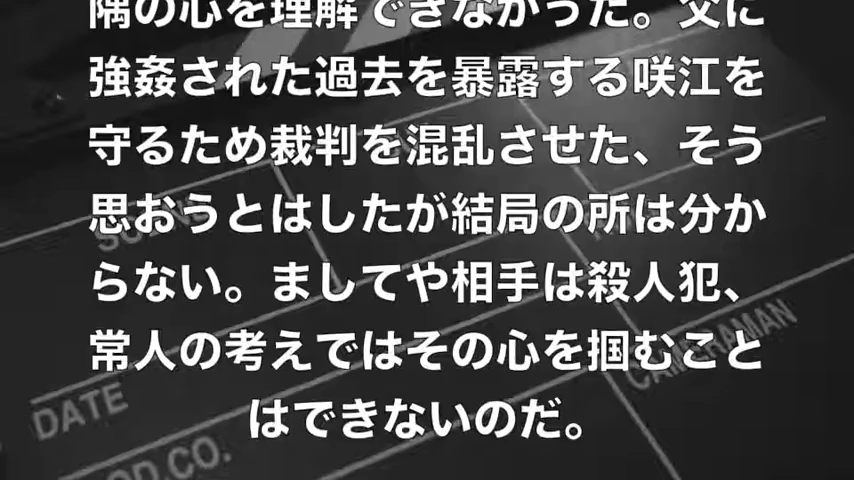 隅の心を理解できなかった。父に
強姦された過去を暴露する咲江を
守るため裁判を混乱させた、そう
思おうとはしたが結局の所は分か
らない。ましてや相手は殺人犯、
常人の考えではその心を掴むこと
はできないのだ。
DATE
PROD.CO.
CAMERAMAN